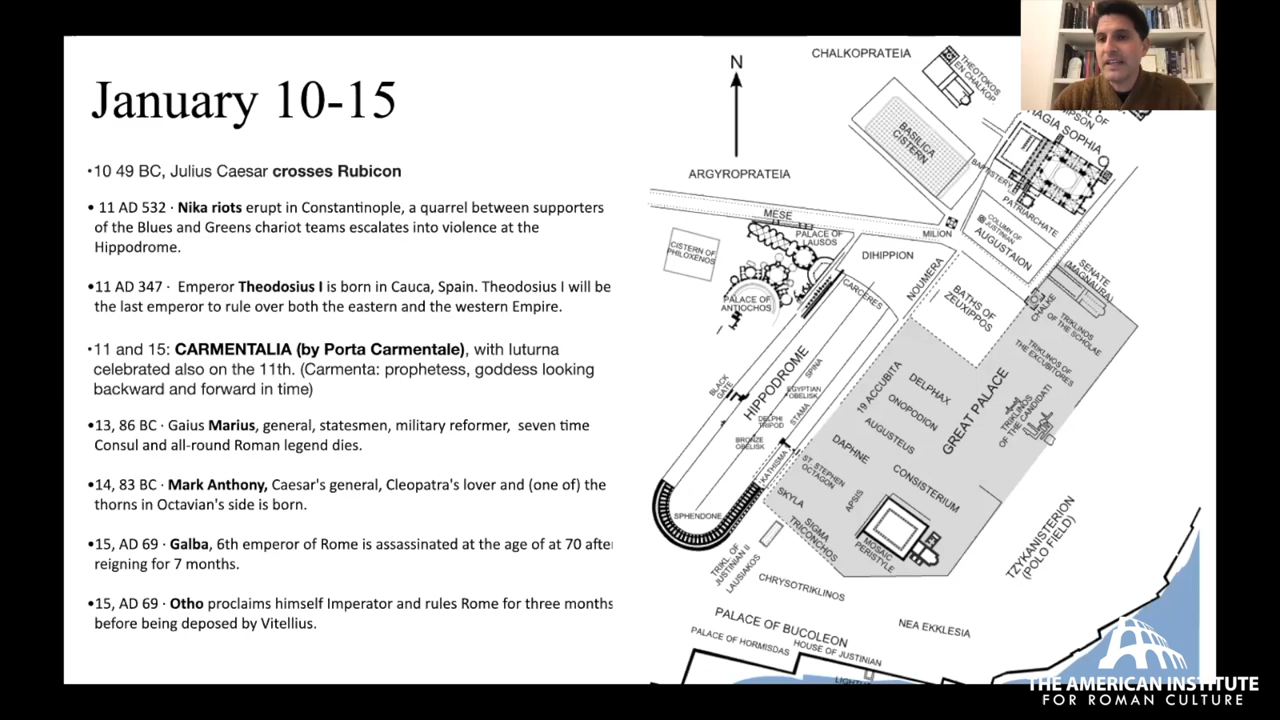 January 10-15
•10 49 BC, Julius Caesar crosses Rubicon
• 11 AD 532 · Nika riots erupt in Constantinople, a quarrel between supporters
of the Blues and Greens chariot teams escalates into violence at the
Hippodrome.
•11 AD 347 · Emperor Theodosius I is born in Cauca, Spain. Theodosius I will be
the last emperor to rule over both the eastern and the western Empire.
•11 and 15: CARMENTALIA (by Porta Carmentale), with Iuturna
celebrated also on the 11th. (Carmenta: prophetess, goddess looking
backward and forward in time)
•13, 86 BC · Gaius Marius, general, statesmen, military reformer, seven time
Consul and all-round Roman legend dies.
•14, 83 BC · Mark Anthony, Caesar's general, Cleopatra's lover and (one of) the
thorns in Octavian's side is born.
•15, AD 69 · Galba, 6th emperor of Rome is assassinated at the age of at 70 after
reigning for 7 months.
•15, AD 69 · Otho proclaims himself Imperator and rules Rome for three months
before being deposed by Vitellius.
N
CHALKOPRATEIA
THEOTOKOS
EN CHALKOP.
BASILICA
CISTERN
HAGIA SOPHIA
BAPTISTERY
PATRIARCHATE
ARGYROPRATEIA
MESE
MILION
COLUMN OF
JUSTINIAN
AUGUSTAION
CISTERN OF
PHILOXENOS
PALACE OF
LAUSOS
DIHIPPION
NOUMERA
BATHS OF
ZEUXIPPOS
SENATE
(MAGNAURA)
CHALKE
PALACE OF
ANTIOCHOS
CARCERES
TRIKLINOS
OF THE SCHOLAE
TRIKLINOS OF
THE EXCUBITORES
TRIKLINOS
OF THE CANDIDATI
BLACK
GATE
HIPPODROME
SPINA
EGYPTIAN
OBELISK
STAMA
DELPHI
TRIPOD
BRONZE
OBELISK
KATHISMA
SPHENDONE
19 ACCUBITA
DELPHAX
ONOPODION
AUGUSTEUS
DAPHNE
CONSISTERIUM
GREAT PALACE
ST. STEPHEN
OCTAGON
SKYLA
APSIS
SIGMA
TRICONCHOS
MOSAIC
PERISTYLE
TRIKL. OF
JUSTINIAN II
LAUSIAKOS
CHRYSOTRIKLINOS
TZYKANISTERION
(POLO FIELD)
PALACE OF BUCOLEON
NEA EKKLESIA
PALACE OF HORMISDAS
HOUSE OF JUSTINIAN
THE AMERICAN INSTITUTE
FOR ROMAN CULTURE